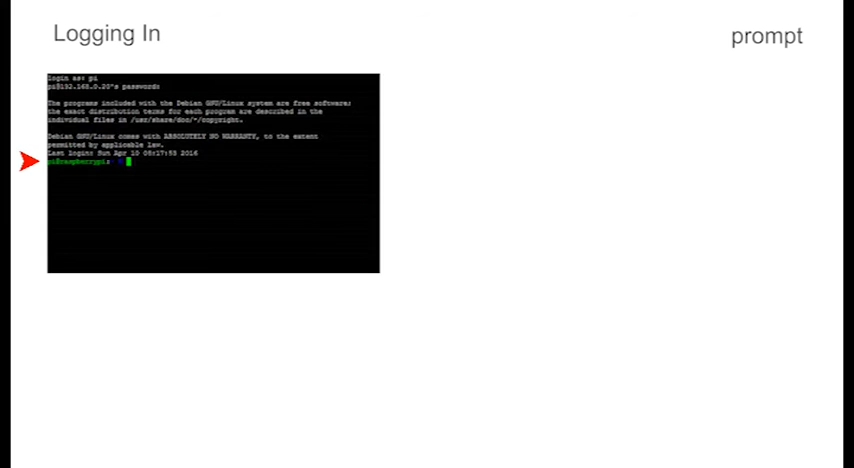 Logging In
prompt
login as: pi
pi@192.168.0.20's password:
The programs included with the Debian GNU/Linux system are free software;
the exact distribution terms for each program are described in the
individual files in /usr/share/doc/*/copyright.
Debian GNU/Linux comes with ABSOLUTELY NO WARRANTY, to the extent
permitted by applicable law.
Last login: Sun Apr 10 05:17:53 2016
pi@raspberrypi: